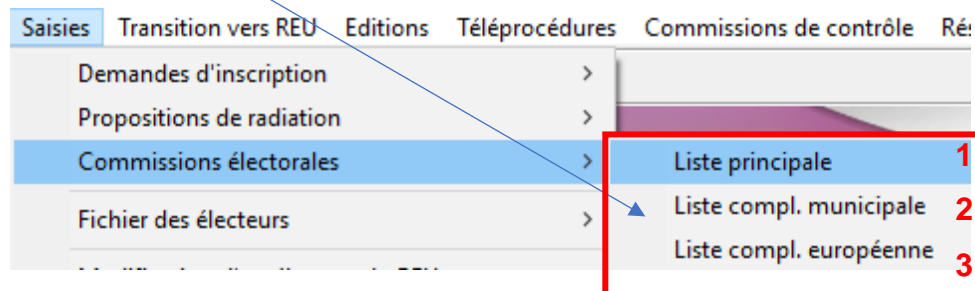 Saisies Transition vers REU Editions Téléprocédures Commissions de contrôle Rés
Demandes d'inscription >
Propositions de radiation >
Commissions électorales > Liste principale 1
Liste compl. municipale 2
Fichier des électeurs >
Liste compl. européenne 3